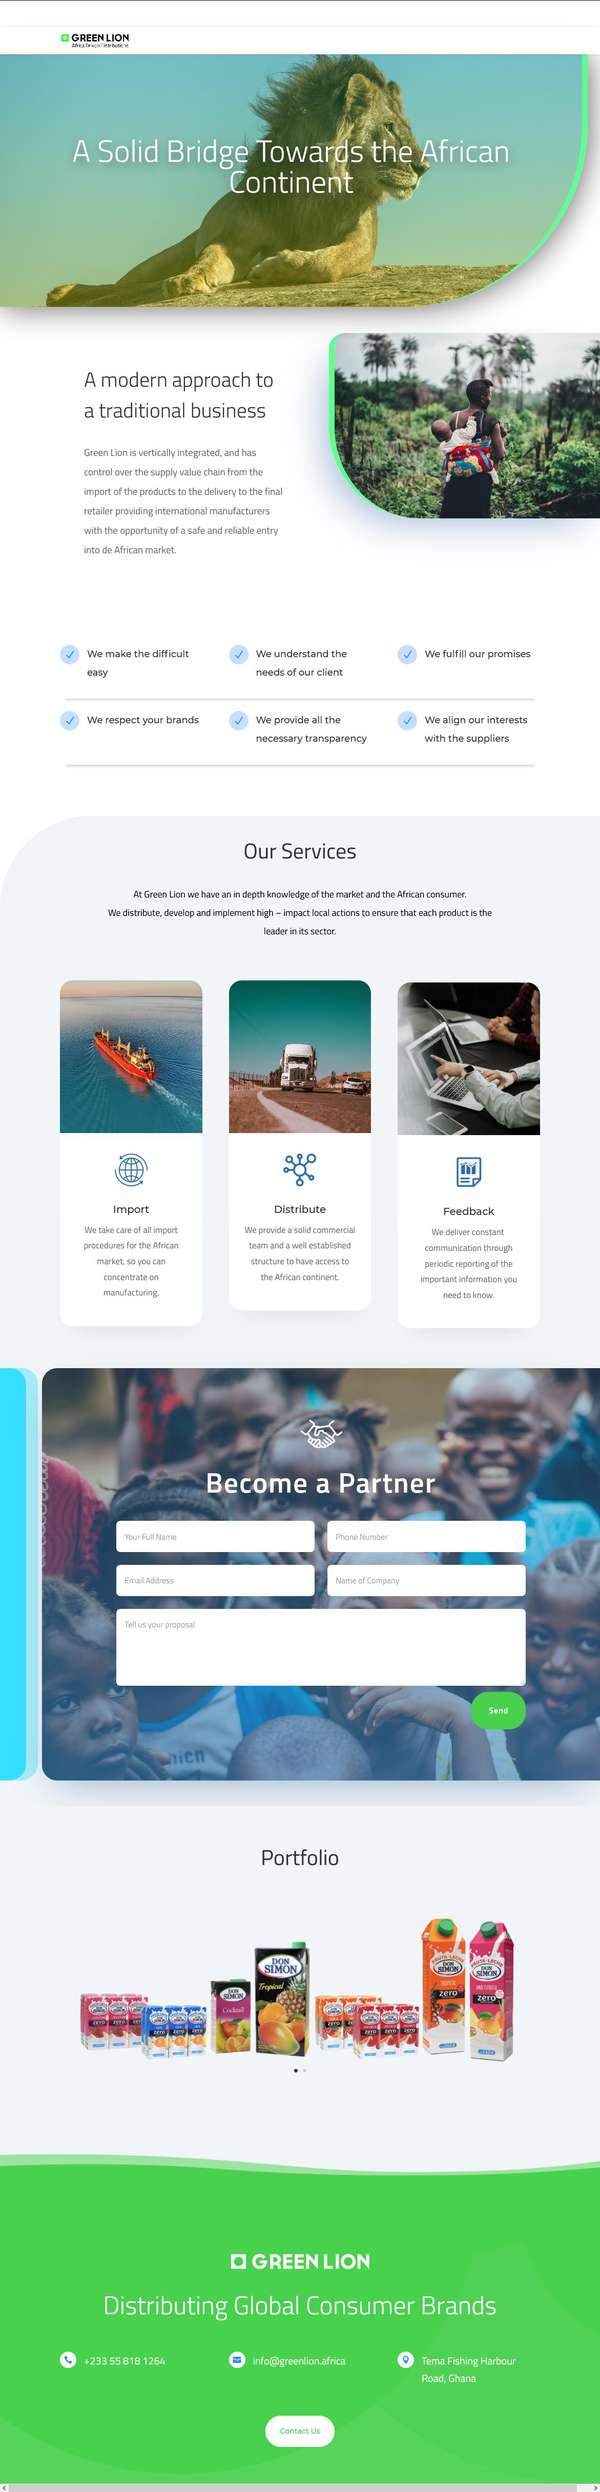 GREEN LION
Africa Driven Distributions
A Solid Bridge Towards the African
Continent
A modern approach to
a traditional business
Green Lion is vertically integrated, and has
control over the supply value chain from the
import of the products to the delivery to the final
retailer providing international manufacturers
with the opportunity of a safe and reliable entry
into de African market.
We make the difficult
easy
We understand the
needs of our client
We fulfill our promises
We respect your brands
We provide all the
necessary transparency
We align our interests
with the suppliers
Our Services
At Green Lion we have an in depth knowledge of the market and the African consumer.
We distribute, develop and implement high – impact local actions to ensure that each product is the
leader in its sector.
Import
We take care of all import
procedures for the African
market, so you can
concentrate on
manufacturing.
Distribute
We provide a solid commercial
team and a well established
structure to have access to
the African continent.
Feedback
We deliver constant
communication through
periodic reporting of the
important information you
need to know.
Become a Partner
Your Full Name
Phone Number
Email Address
Name of Company
Tell us your proposal
Send
Portfolio
DON
SIMON
Cocktail
DON
SIMON
Tropical
DON
SIMON
zero
DON
SIMON
zero
GREEN LION
Distributing Global Consumer Brands
+233 55 818 1264
info@greenlion.africa
Tema Fishing Harbour
Road, Ghana
Contact Us